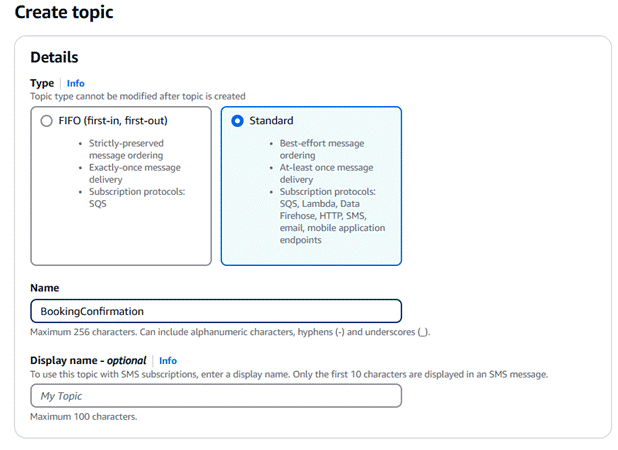 Create topic
Details
Type Info
Topic type cannot be modified after topic is created
FIFO (first-in, first-out)
• Strictly-preserved
message ordering
• Exactly-once message
delivery
• Subscription protocols:
SQS
Standard
• Best-effort message
ordering
• At-least once message
delivery
• Subscription protocols:
SQS, Lambda, Data
Firehose, HTTP, SMS,
email, mobile application
endpoints
Name
BookingConfirmation
Maximum 256 characters. Can include alphanumeric characters, hyphens (-) and underscores (_).
Display name - optional Info
To use this topic with SMS subscriptions, enter a display name. Only the first 10 characters are displayed in an SMS message.
My Topic
Maximum 100 characters.